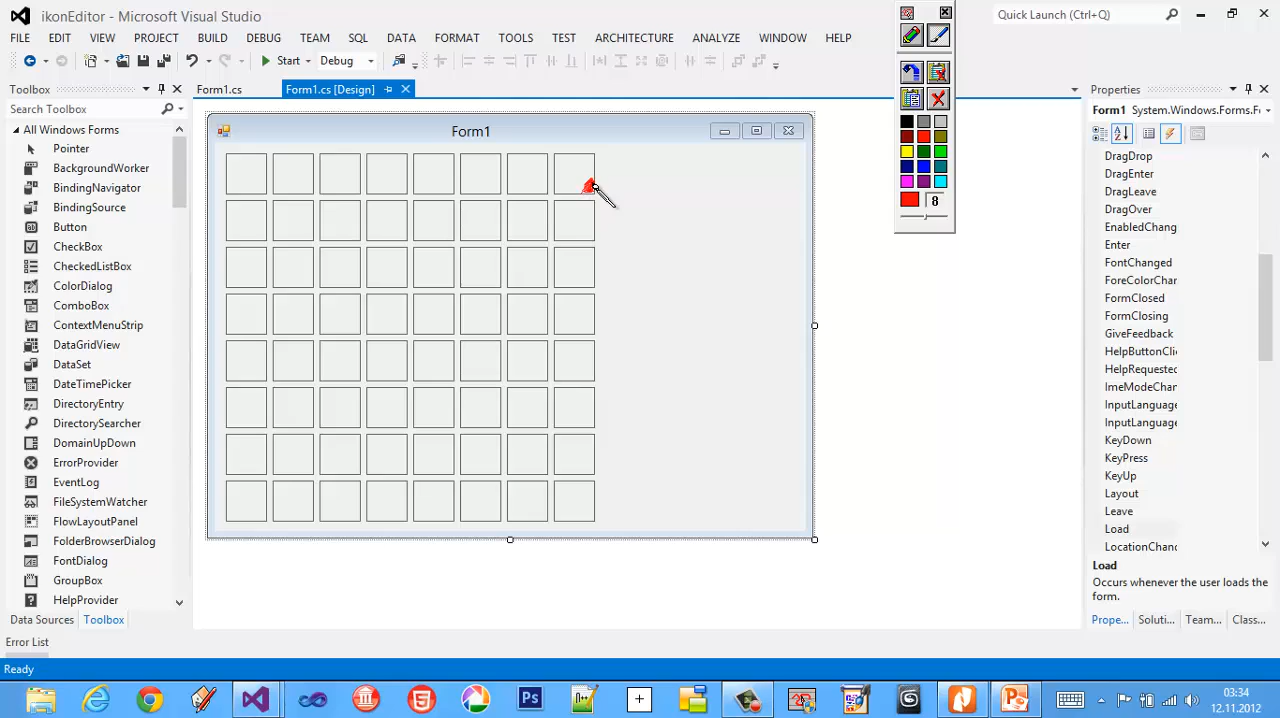 ikonEditor - Microsoft Visual Studio
Quick Launch (Ctrl+Q)
FILE EDIT VIEW PROJECT BUILD DEBUG TEAM SQL DATA FORMAT TOOLS TEST ARCHITECTURE ANALYZE WINDOW HELP
Start Debug
Toolbox
Form1.cs
Form1.cs [Design]
Properties
Search Toolbox
Form1 System.Windows.Forms.F
All Windows Forms
Pointer
BackgroundWorker
BindingNavigator
BindingSource
Button
CheckBox
CheckedListBox
ColorDialog
ComboBox
ContextMenuStrip
DataGridView
DataSet
DateTimePicker
DirectoryEntry
DirectorySearcher
DomainUpDown
ErrorProvider
EventLog
FileSystemWatcher
FlowLayoutPanel
FolderBrowserDialog
FontDialog
GroupBox
HelpProvider
Data Sources Toolbox
Form1
8
DragDrop
DragEnter
DragLeave
DragOver
EnabledChang
Enter
FontChanged
ForeColorChar
FormClosed
FormClosing
GiveFeedback
HelpButtonCli
HelpRequested
ImeModeChar
InputLanguage
InputLanguage
KeyDown
KeyPress
KeyUp
Layout
Leave
Load
LocationChanc
Load
Occurs whenever the user loads the
form.
Prope... Soluti... Team... Class...
Error List
Ready
Ps
03:34
12.11.2012